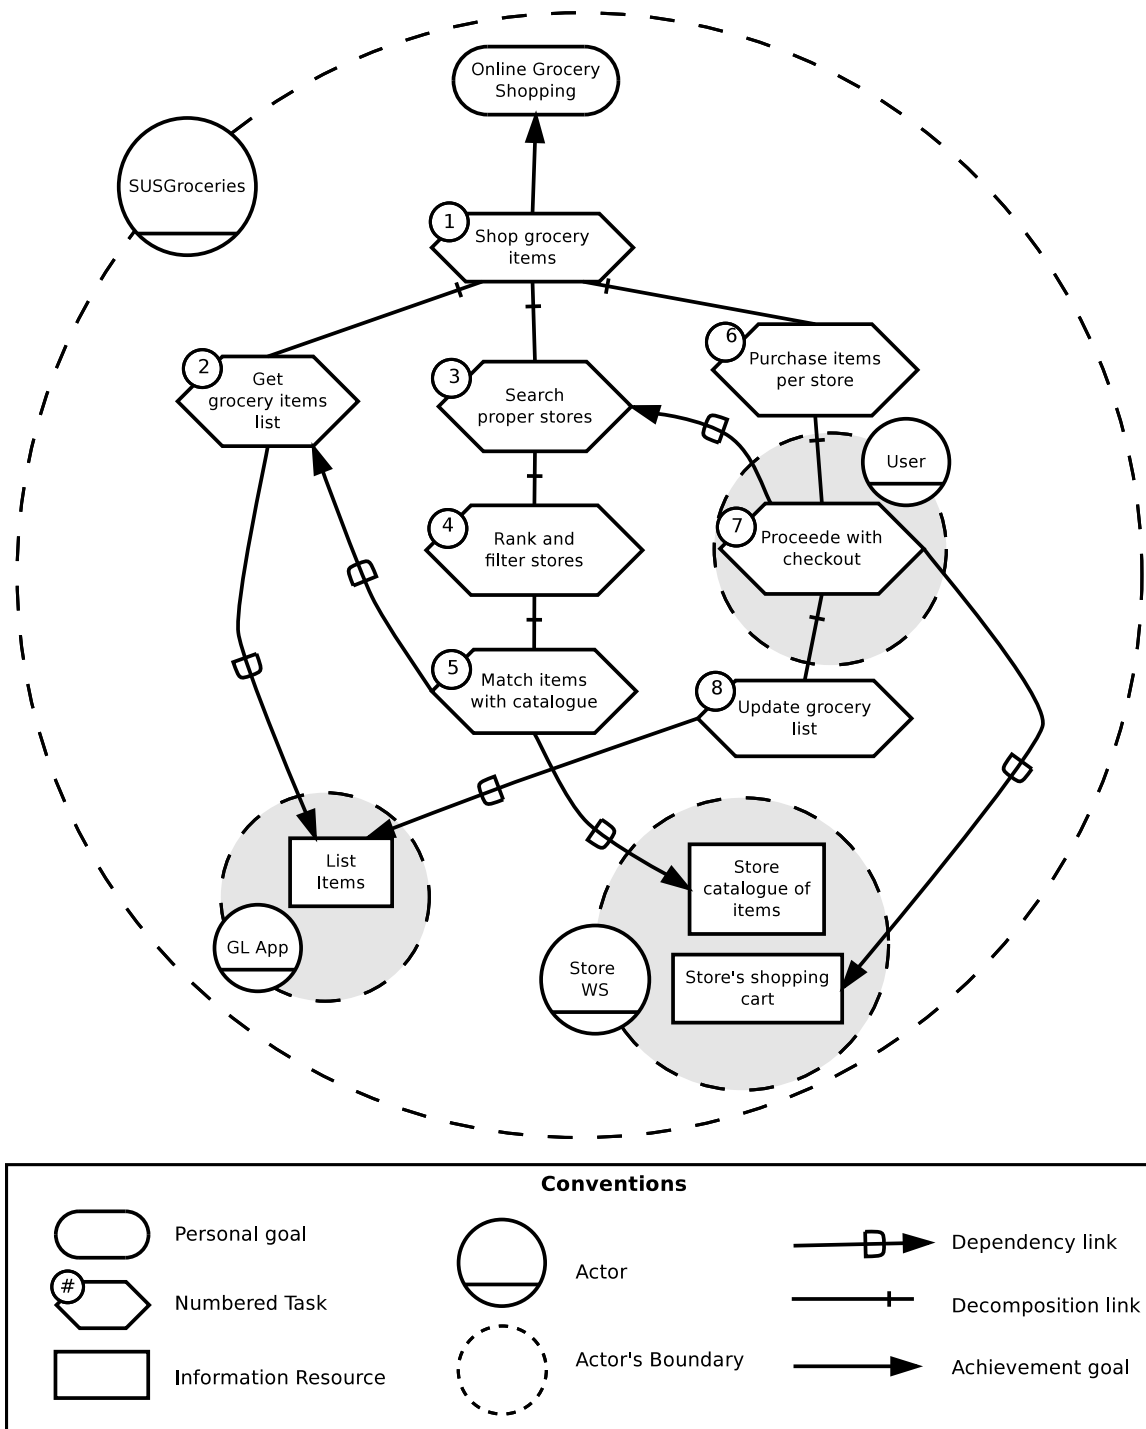 Online Grocery
Shopping
SUSGroceries
1
Shop grocery
items
2
Get
grocery items
list
3
Search
proper stores
6
Purchase items
per store
User
4
Rank and
filter stores
7
Proceede with
checkout
5
Match items
with catalogue
8
Update grocery
list
List
Items
GL App
Store
catalogue of
items
Store
WS
Store's shopping
cart
Conventions
Personal goal
#
Numbered Task
Information Resource
Actor
Actor's Boundary
Dependency link
Decomposition link
Achievement goal